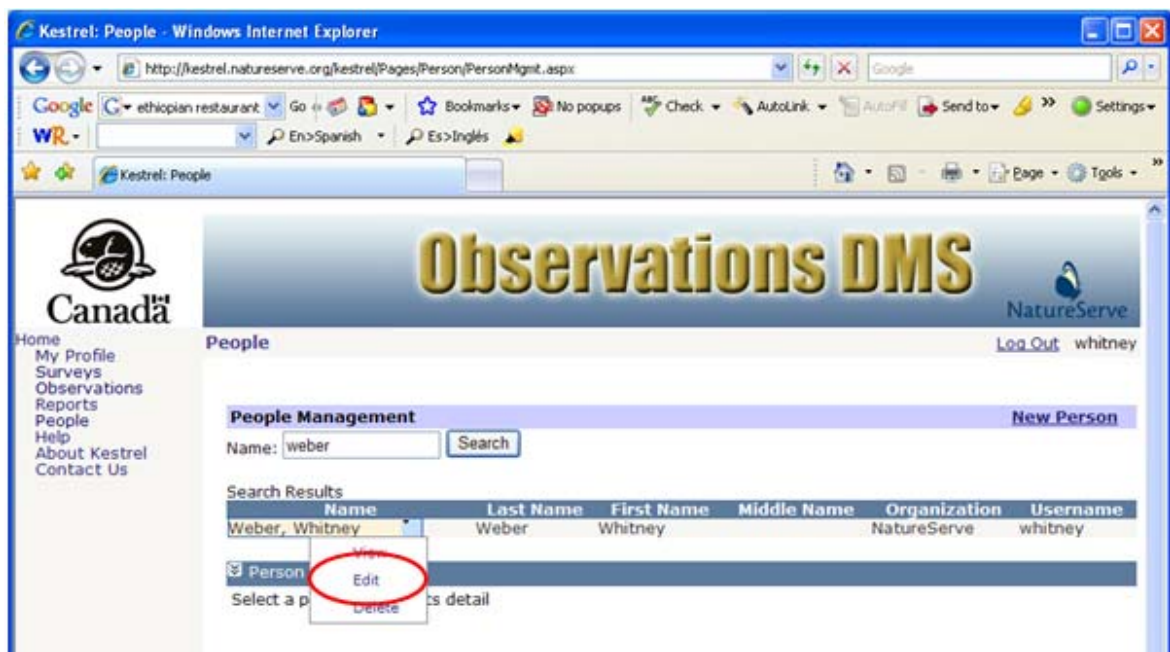 Kestrel: People - Windows Internet Explorer
http://kestrel.natureserve.org/kestrel/Pages/Person/PersonMgmt.aspx Google
Google G ethiopian restaurant Go Bookmarks No popups Check AutoLink AutoFill Send to » Settings
WR En>Spanish Es>Inglés
Kestrel: People Page Tools »
Canada
Observations DMS
NatureServe
Home
My Profile
Surveys
Observations
Reports
People
Help
About Kestrel
Contact Us
People Log Out whitney
People Management New Person
Name: weber Search
Search Results
Name Last Name First Name Middle Name Organization Username
Weber, Whitney Weber Whitney NatureServe whitney
View
Edit
Delete
Person
Select a p ts detail